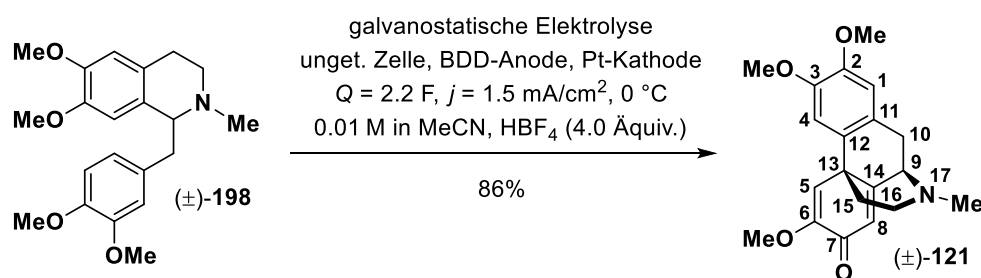 MeO
MeO
N
Me
MeO
OMe
(±)-198
galvanostatische Elektrolyse
unget. Zelle, BDD-Anode, Pt-Kathode
Q = 2.2 F, j = 1.5 mA/cm², 0 °C
0.01 M in MeCN, HBF₄ (4.0 Äquiv.)
86%
OMe
MeO
2
3
1
4
11
10
12
9
13
14
17
N
Me
5
16
15
6
8
MeO
7
O
(±)-121